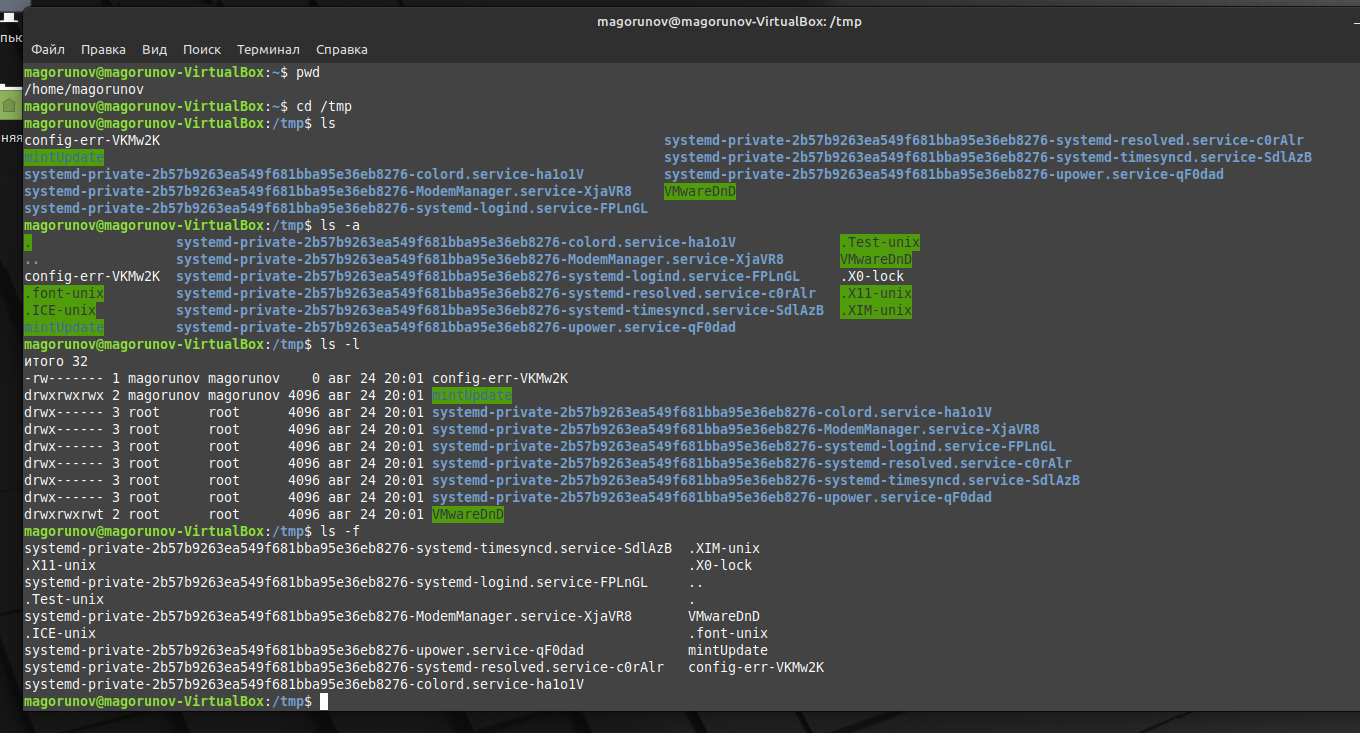 magorunov@magorunov-VirtualBox: /tmp
Файл Правка Вид Поиск Терминал Справка
magorunov@magorunov-VirtualBox:~$ pwd
/home/magorunov
magorunov@magorunov-VirtualBox:~$ cd /tmp
magorunov@magorunov-VirtualBox:/tmp$ ls
config-err-VKMw2K systemd-private-2b57b9263ea549f681bba95e36eb8276-systemd-resolved.service-c0rAlr
mintUpdate systemd-private-2b57b9263ea549f681bba95e36eb8276-systemd-timesyncd.service-SdlAzB
systemd-private-2b57b9263ea549f681bba95e36eb8276-colord.service-ha1o1V systemd-private-2b57b9263ea549f681bba95e36eb8276-upower.service-qF0dad
systemd-private-2b57b9263ea549f681bba95e36eb8276-ModemManager.service-XjaVR8 VMwareDnD
systemd-private-2b57b9263ea549f681bba95e36eb8276-systemd-logind.service-FPLnGL
magorunov@magorunov-VirtualBox:/tmp$ ls -a
. systemd-private-2b57b9263ea549f681bba95e36eb8276-colord.service-ha1o1V .Test-unix
.. systemd-private-2b57b9263ea549f681bba95e36eb8276-ModemManager.service-XjaVR8 VMwareDnD
config-err-VKMw2K systemd-private-2b57b9263ea549f681bba95e36eb8276-systemd-logind.service-FPLnGL .X0-lock
.font-unix systemd-private-2b57b9263ea549f681bba95e36eb8276-systemd-resolved.service-c0rAlr .X11-unix
.ICE-unix systemd-private-2b57b9263ea549f681bba95e36eb8276-systemd-timesyncd.service-SdlAzB .XIM-unix
mintUpdate systemd-private-2b57b9263ea549f681bba95e36eb8276-upower.service-qF0dad
magorunov@magorunov-VirtualBox:/tmp$ ls -l
итого 32
-rw------- 1 magorunov magorunov 0 авг 24 20:01 config-err-VKMw2K
drwxrwxrwx 2 magorunov magorunov 4096 авг 24 20:01 mintUpdate
drwx------ 3 root root 4096 авг 24 20:01 systemd-private-2b57b9263ea549f681bba95e36eb8276-colord.service-ha1o1V
drwx------ 3 root root 4096 авг 24 20:01 systemd-private-2b57b9263ea549f681bba95e36eb8276-ModemManager.service-XjaVR8
drwx------ 3 root root 4096 авг 24 20:01 systemd-private-2b57b9263ea549f681bba95e36eb8276-systemd-logind.service-FPLnGL
drwx------ 3 root root 4096 авг 24 20:01 systemd-private-2b57b9263ea549f681bba95e36eb8276-systemd-resolved.service-c0rAlr
drwx------ 3 root root 4096 авг 24 20:01 systemd-private-2b57b9263ea549f681bba95e36eb8276-systemd-timesyncd.service-SdlAzB
drwx------ 3 root root 4096 авг 24 20:01 systemd-private-2b57b9263ea549f681bba95e36eb8276-upower.service-qF0dad
drwxrwxrwt 2 root root 4096 авг 24 20:01 VMwareDnD
magorunov@magorunov-VirtualBox:/tmp$ ls -f
systemd-private-2b57b9263ea549f681bba95e36eb8276-systemd-timesyncd.service-SdlAzB .XIM-unix
.X11-unix .X0-lock
systemd-private-2b57b9263ea549f681bba95e36eb8276-systemd-logind.service-FPLnGL ..
.Test-unix .
systemd-private-2b57b9263ea549f681bba95e36eb8276-ModemManager.service-XjaVR8 VMwareDnD
.ICE-unix .font-unix
systemd-private-2b57b9263ea549f681bba95e36eb8276-upower.service-qF0dad mintUpdate
systemd-private-2b57b9263ea549f681bba95e36eb8276-systemd-resolved.service-c0rAlr config-err-VKMw2K
systemd-private-2b57b9263ea549f681bba95e36eb8276-colord.service-ha1o1V
magorunov@magorunov-VirtualBox:/tmp$